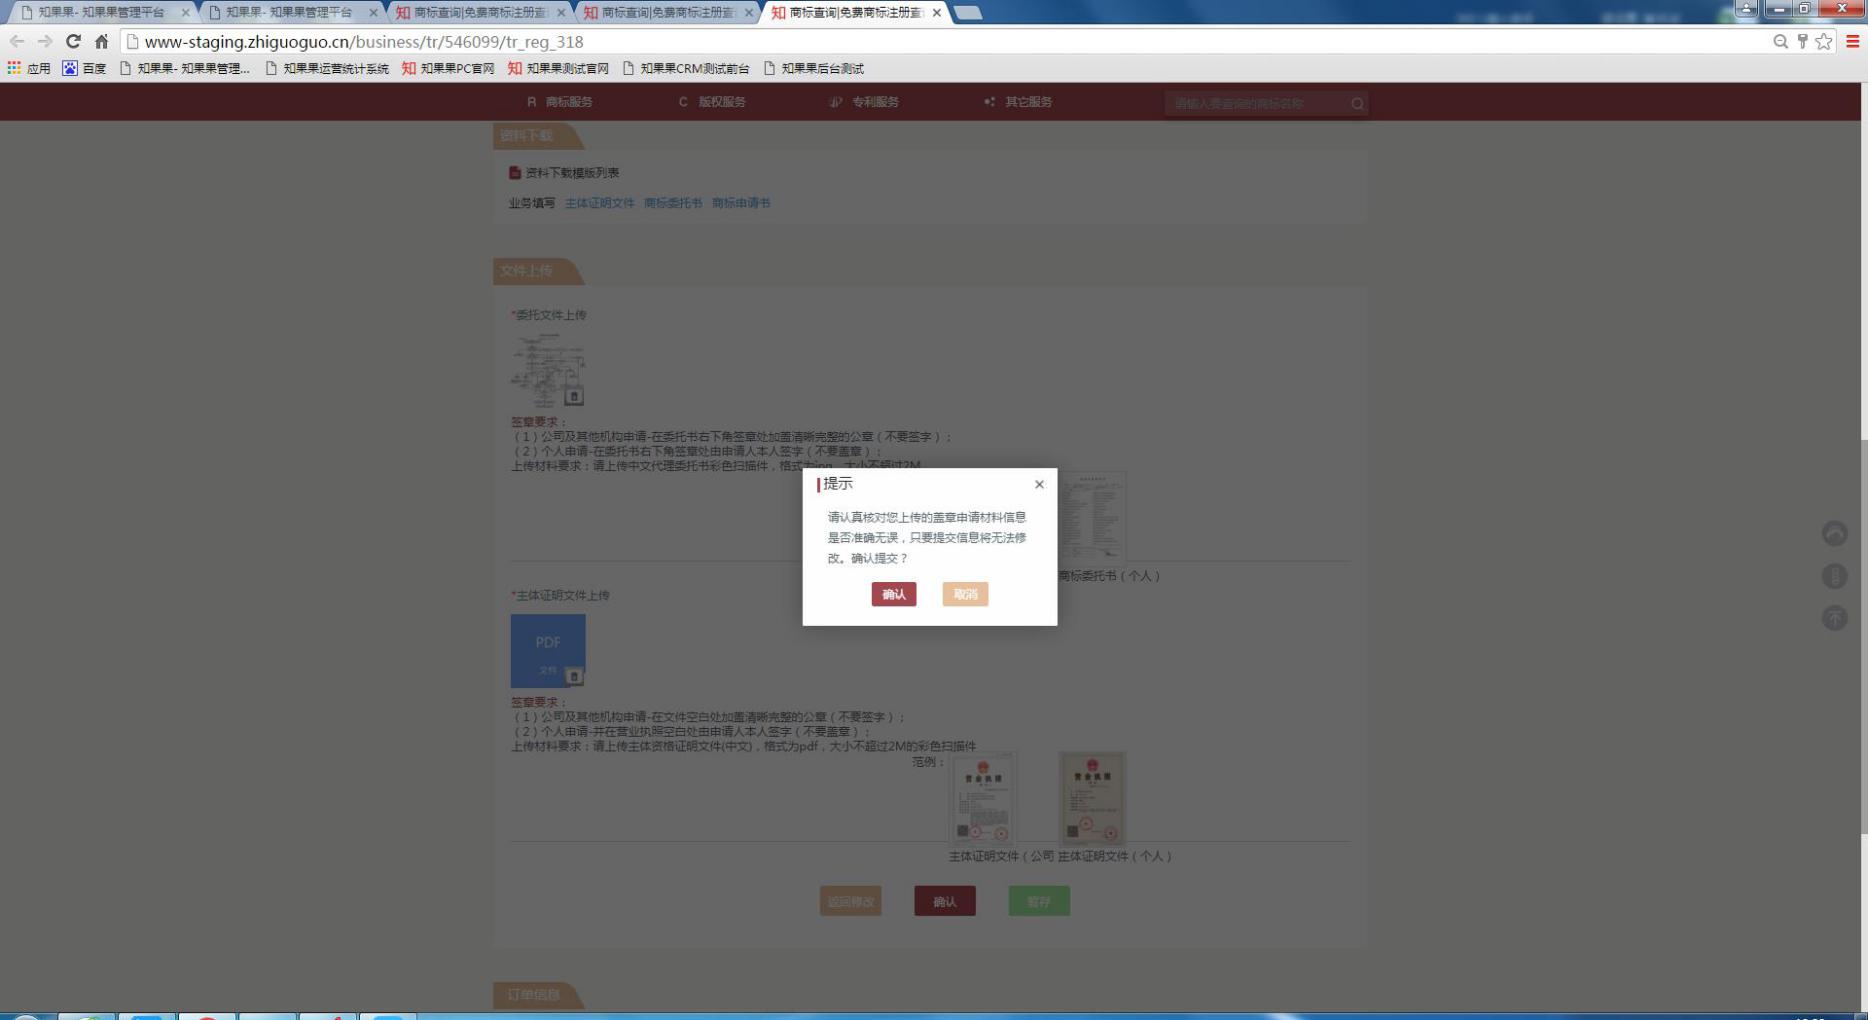 知果果- 知果果管理平台
知果果- 知果果管理平台
知 商标查询|免费商标注册查
知 商标查询|免费商标注册查
知 商标查询|免费商标注册查
www-staging.zhiguoguo.cn/business/tr/546099/tr_reg_318
应用 百度 知果果- 知果果管理... 知果果运营统计系统 知 知果果PC官网 知 知果果测试官网 知果果CRM测试前台 知果果后台测试
R 商标服务 C 版权服务 专利服务 其它服务 请输入要查询的商标名称
资料下载
资料下载模版列表
业务填写 主体证明文件 商标委托书 商标申请书
文件上传
*委托文件上传
签章要求：
（1）公司及其他机构申请-在委托书右下角签章处加盖清晰完整的公章（不要签字）；
（2）个人申请-在委托书右下角签章处由申请人本人签字（不要盖章）；
上传材料要求：请上传中文代理委托书彩色扫描件，格式为jpg，大小不超过2M
提示
请认真核对您上传的盖章申请材料信息
是否准确无误，只要提交信息将无法修
改。确认提交？
确认 取消
商标委托书（个人）
*主体证明文件上传
PDF
文件
签章要求：
（1）公司及其他机构申请-在文件空白处加盖清晰完整的公章（不要签字）；
（2）个人申请-并在营业执照空白处由申请人本人签字（不要盖章）；
上传材料要求：请上传主体资格证明文件(中文)，格式为pdf，大小不超过2M的彩色扫描件
范例：
营业执照
营业执照
主体证明文件（公司 主体证明文件（个人）
返回修改 确认 暂存
订单信息